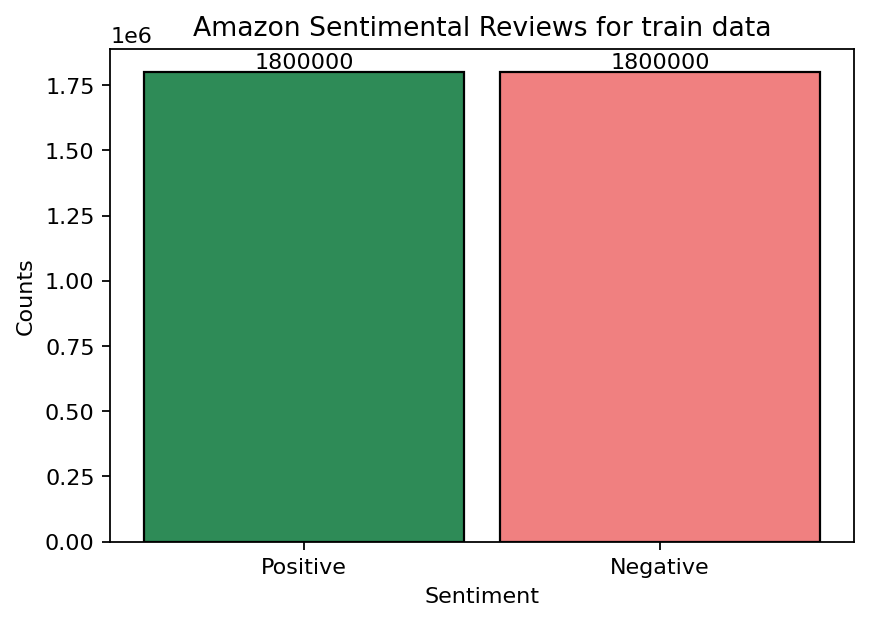 Amazon Sentimental Reviews for train data
1e6
1800000 1800000
1.75
1.50
1.25
1.00
0.75
0.50
0.25
0.00
Counts
Positive Negative
Sentiment